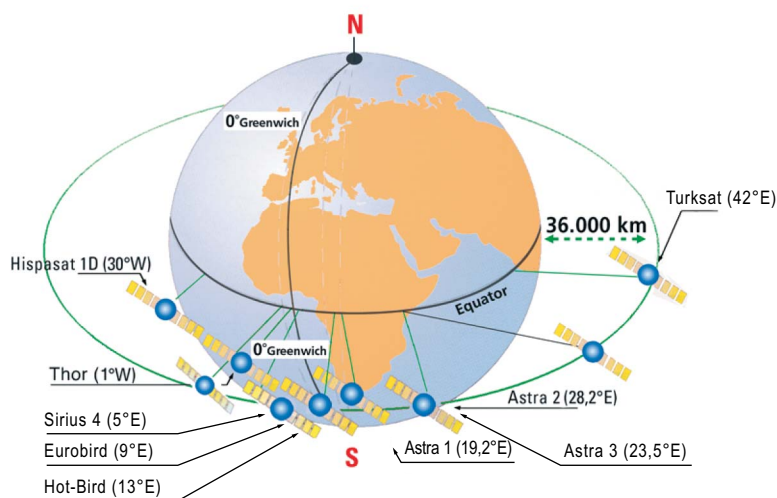 N
0°Greenwich
Turksat (42°E)
36.000 km
Hispasat 1D (30°W)
Equator
0°Greenwich
Thor (1°W)
Astra 2 (28,2°E)
Sirius 4 (5°E)
Eurobird (9°E)
Astra 1 (19,2°E)
Astra 3 (23,5°E)
S
Hot-Bird (13°E)